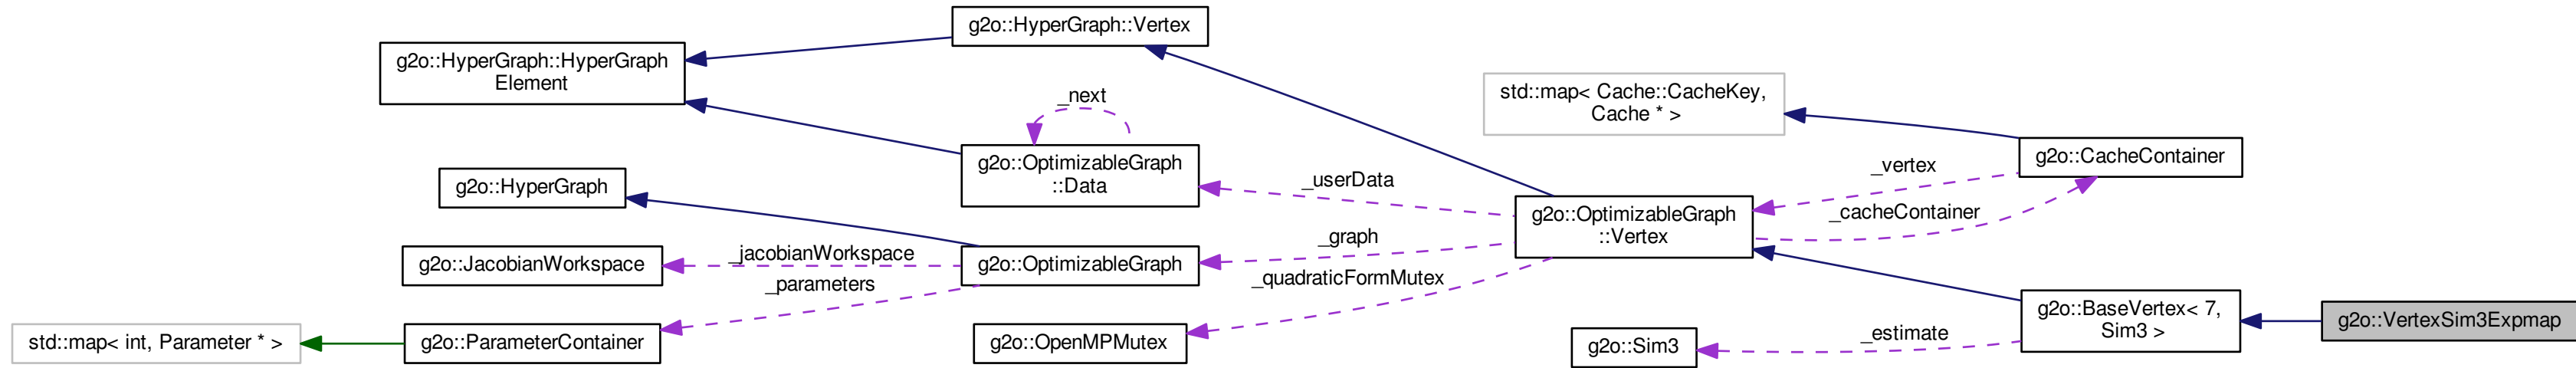 g2o::HyperGraph::Vertex
g2o::HyperGraph::HyperGraph
Element
_next
std::map< Cache::CacheKey,
Cache * >
g2o::OptimizableGraph
::Data
g2o::CacheContainer
_vertex
_userData
g2o::HyperGraph
g2o::OptimizableGraph
::Vertex
_cacheContainer
_graph
_jacobianWorkspace
g2o::JacobianWorkspace
g2o::OptimizableGraph
_quadraticFormMutex
_parameters
g2o::BaseVertex< 7,
Sim3 >
g2o::VertexSim3Expmap
_estimate
std::map< int, Parameter * >
g2o::ParameterContainer
g2o::OpenMPMutex
g2o::Sim3